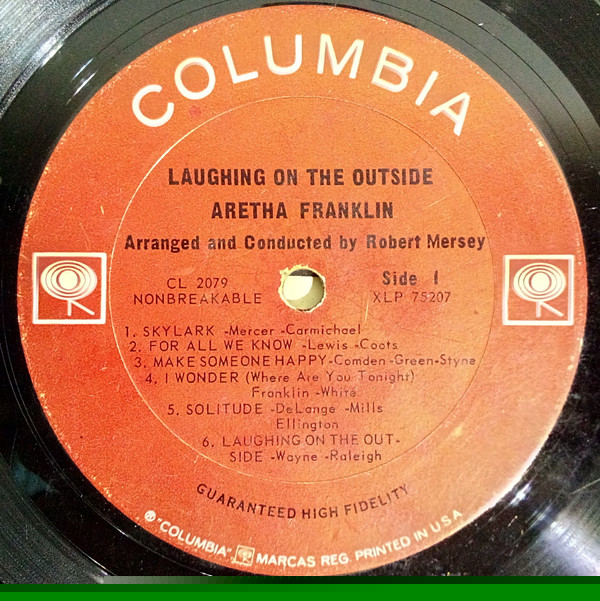 COLUMBIA
LAUGHING ON THE OUTSIDE
ARETHA FRANKLIN
Arranged and Conducted by Robert Mersey
CL 2079
NONBREAKABLE
Side 1
XLP 75207
1. SKYLARK -Mercer -Carmichael
2. FOR ALL WE KNOW -Lewis -Coots
3. MAKE SOMEONE HAPPY-Comden -Green-Styne
4. I WONDER (Where Are You Tonight)
Franklin -White
5. SOLITUDE -DeLange -Mills
Ellington
6. LAUGHING ON THE OUT-
SIDE -Wayne -Raleigh
GUARANTEED HIGH FIDELITY
® "COLUMBIA", MARCAS REG. PRINTED IN U.S.A.